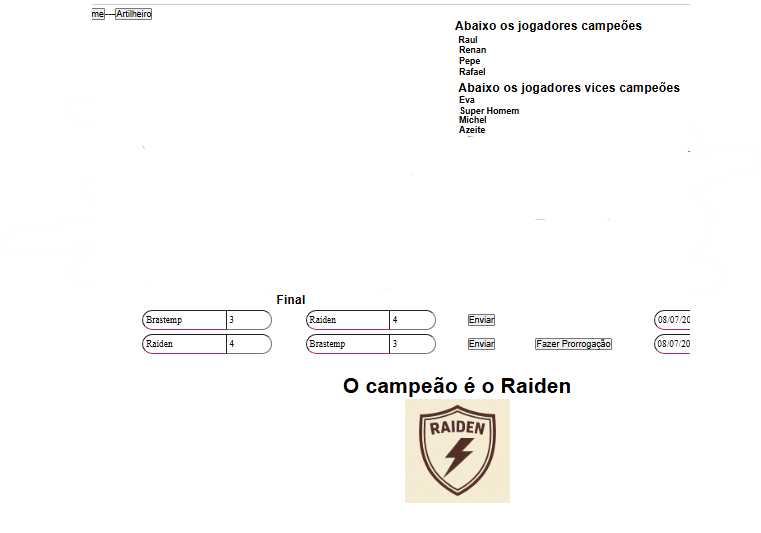 me---Artilheiro
Abaixo os jogadores campeões
Raul
Renan
Pepe
Rafael
Abaixo os jogadores vices campeões
Eva
Super Homem
Michel
Azeite
Final
Brastemp 3 Raiden 4 Enviar 08/07/20
Raiden 4 Brastemp 3 Enviar Fazer Prorrogação 08/07/20
O campeão é o Raiden
RAIDEN